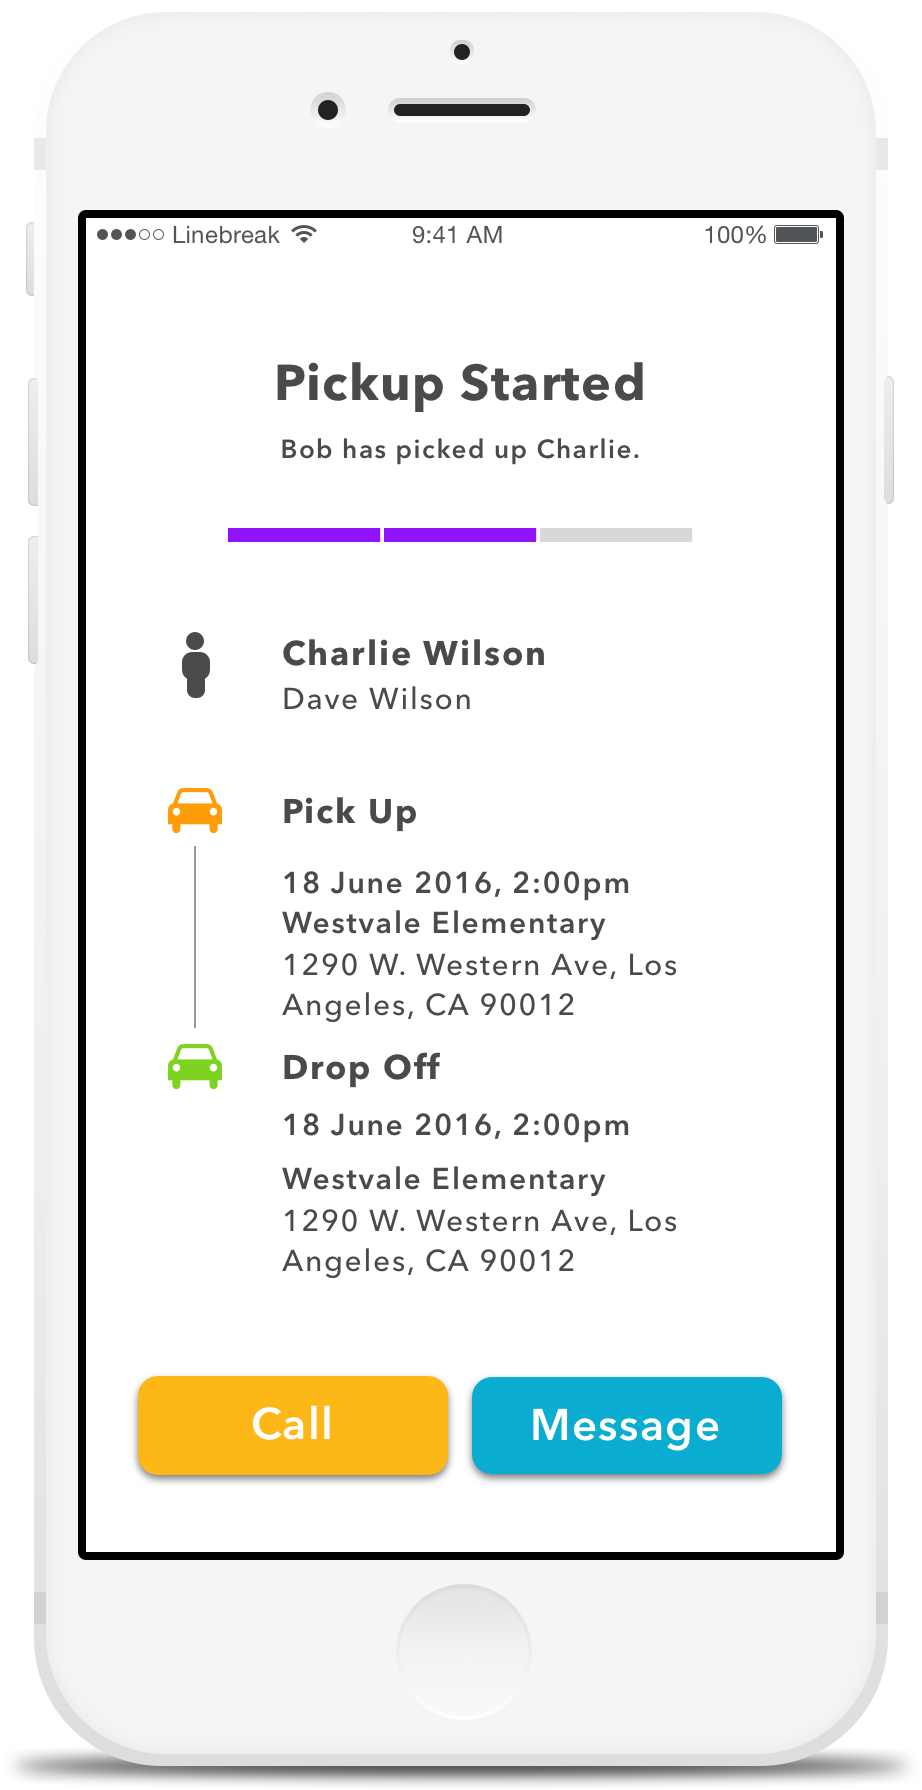 Linebreak 9:41 AM 100%
Pickup Started
Bob has picked up Charlie.
Charlie Wilson
Dave Wilson
Pick Up
18 June 2016, 2:00pm
Westvale Elementary
1290 W. Western Ave, Los
Angeles, CA 90012
Drop Off
18 June 2016, 2:00pm
Westvale Elementary
1290 W. Western Ave, Los
Angeles, CA 90012
Call Message